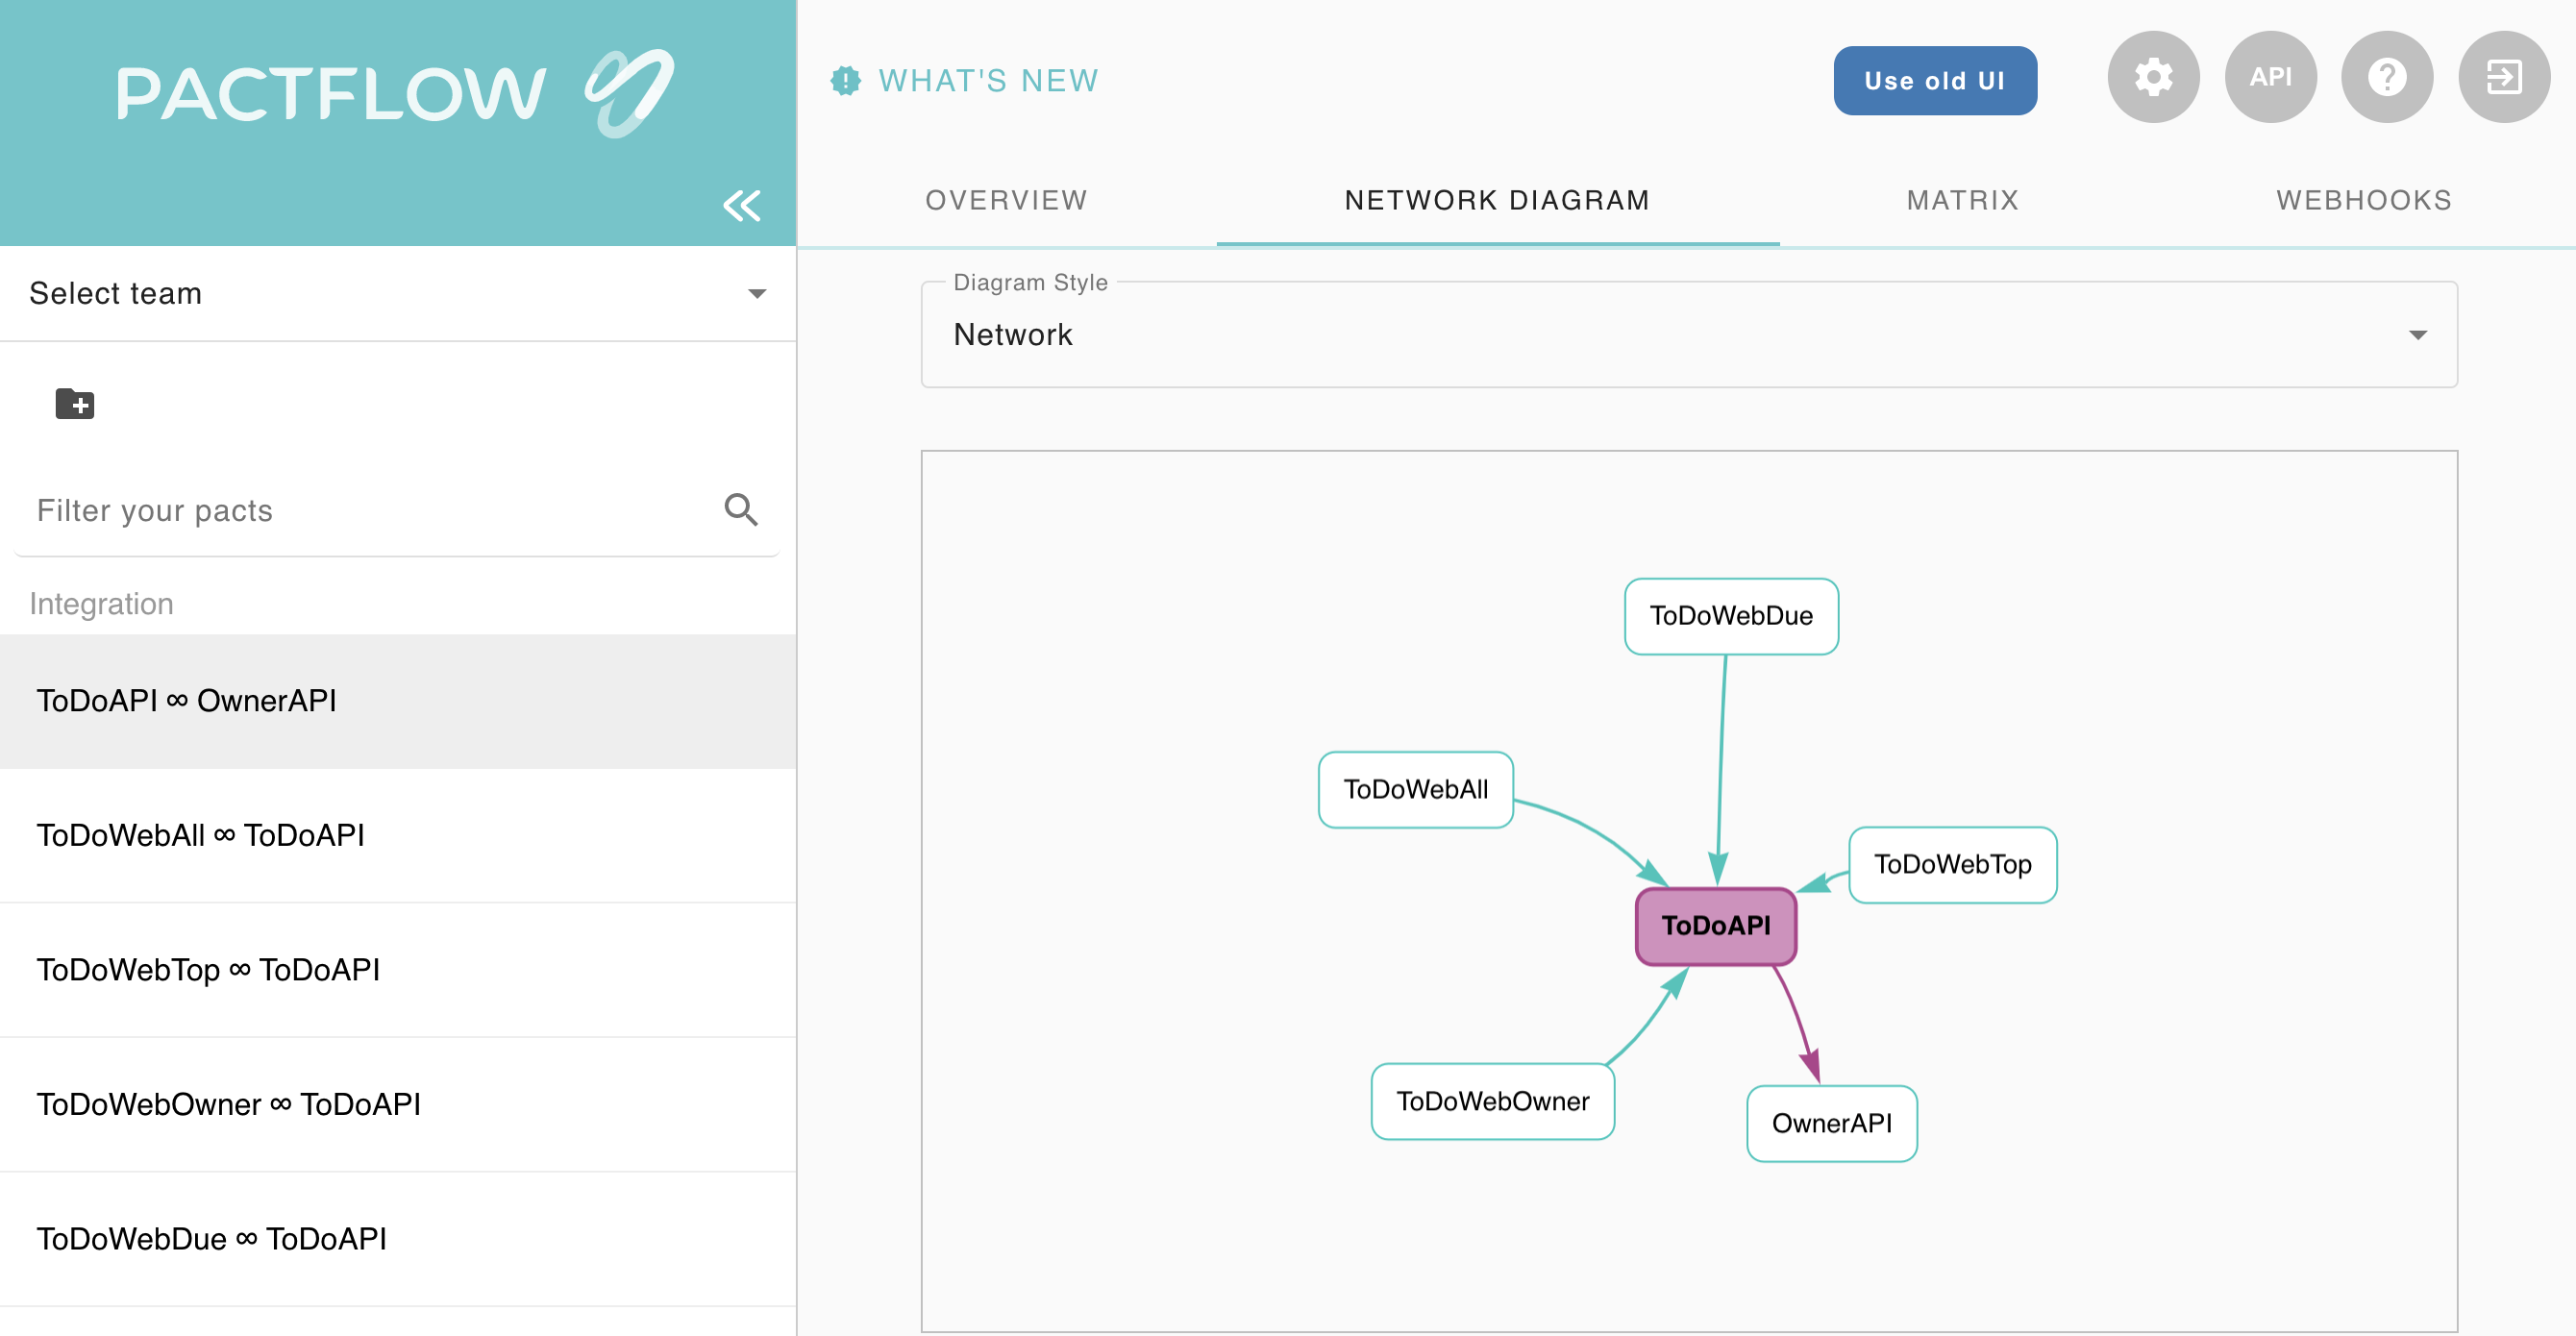 PACTFLOW
Select team
Filter your pacts
Integration
ToDoAPI ∞ OwnerAPI
ToDoWebAll ∞ ToDoAPI
ToDoWebTop ∞ ToDoAPI
ToDoWebOwner ∞ ToDoAPI
ToDoWebDue ∞ ToDoAPI
WHAT'S NEW
Use old UI
API
OVERVIEW
NETWORK DIAGRAM
MATRIX
WEBHOOKS
Diagram Style
Network
ToDoWebDue
ToDoWebAll
ToDoWebTop
ToDoAPI
ToDoWebOwner
OwnerAPI